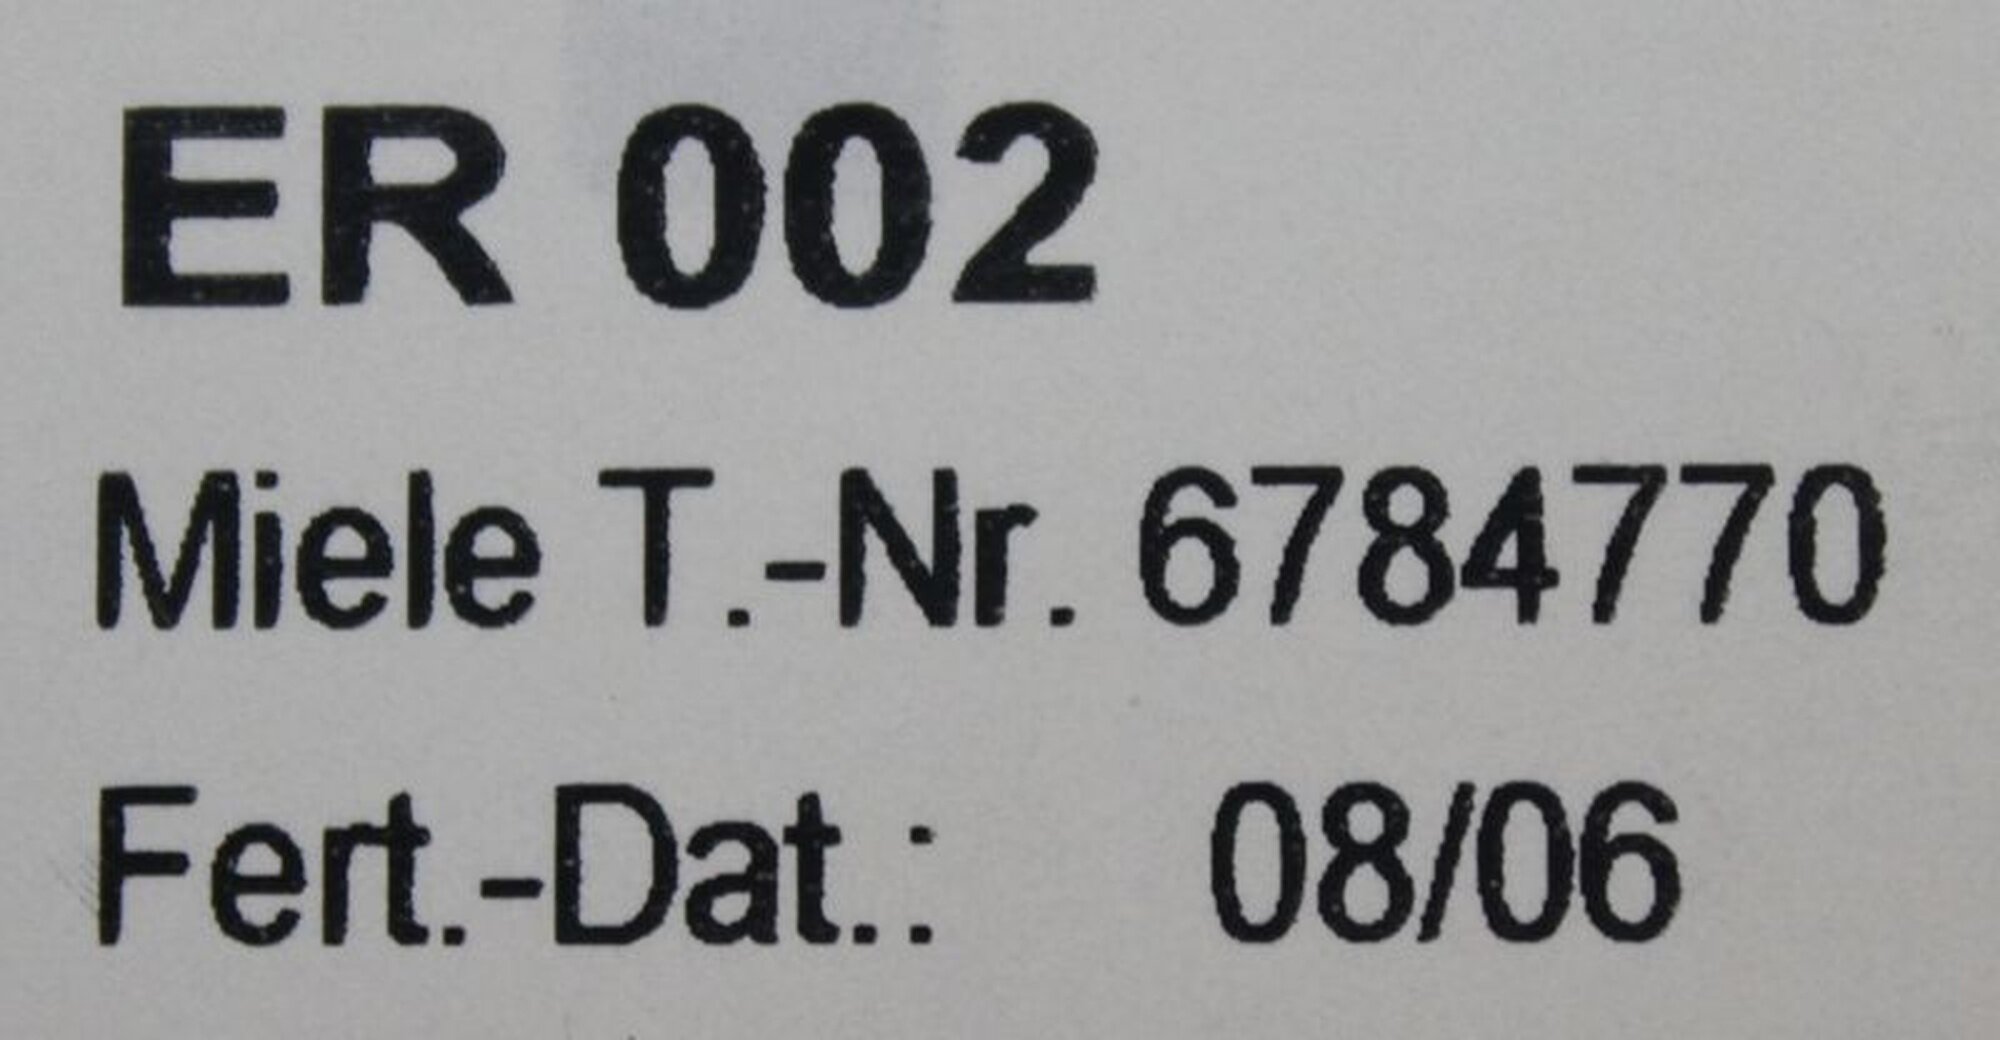 ER 002
Miele T.-Nr. 6784770
Fert.-Dat.: 08/06